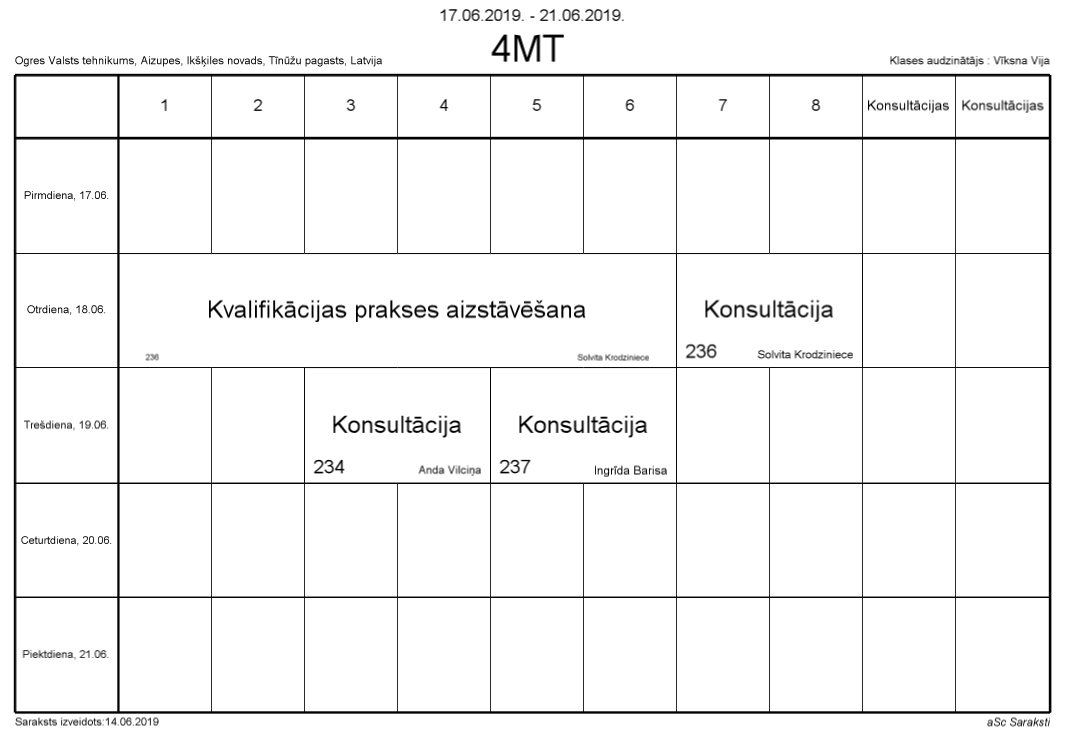 17.06.2019. - 21.06.2019.
4MT
Ogres Valsts tehnikums, Aizupes, Ikšķiles novads, Tīnūžu pagasts, Latvija
Klases audzinātājs : Vīksna Vija
1 2 3 4 5 6 7 8 Konsultācijas Konsultācijas
Pirmdiena, 17.06.
Otrdiena, 18.06.
Kvalifikācijas prakses aizstāvēšana
236 Solvita Krodziniece
Konsultācija
236 Solvita Krodziniece
Trešdiena, 19.06.
Konsultācija
234 Anda Vilciņa
Konsultācija
237 Ingrīda Barisa
Ceturtdiena, 20.06.
Piektdiena, 21.06.
Saraksts izveidots:14.06.2019
aSc Saraksti